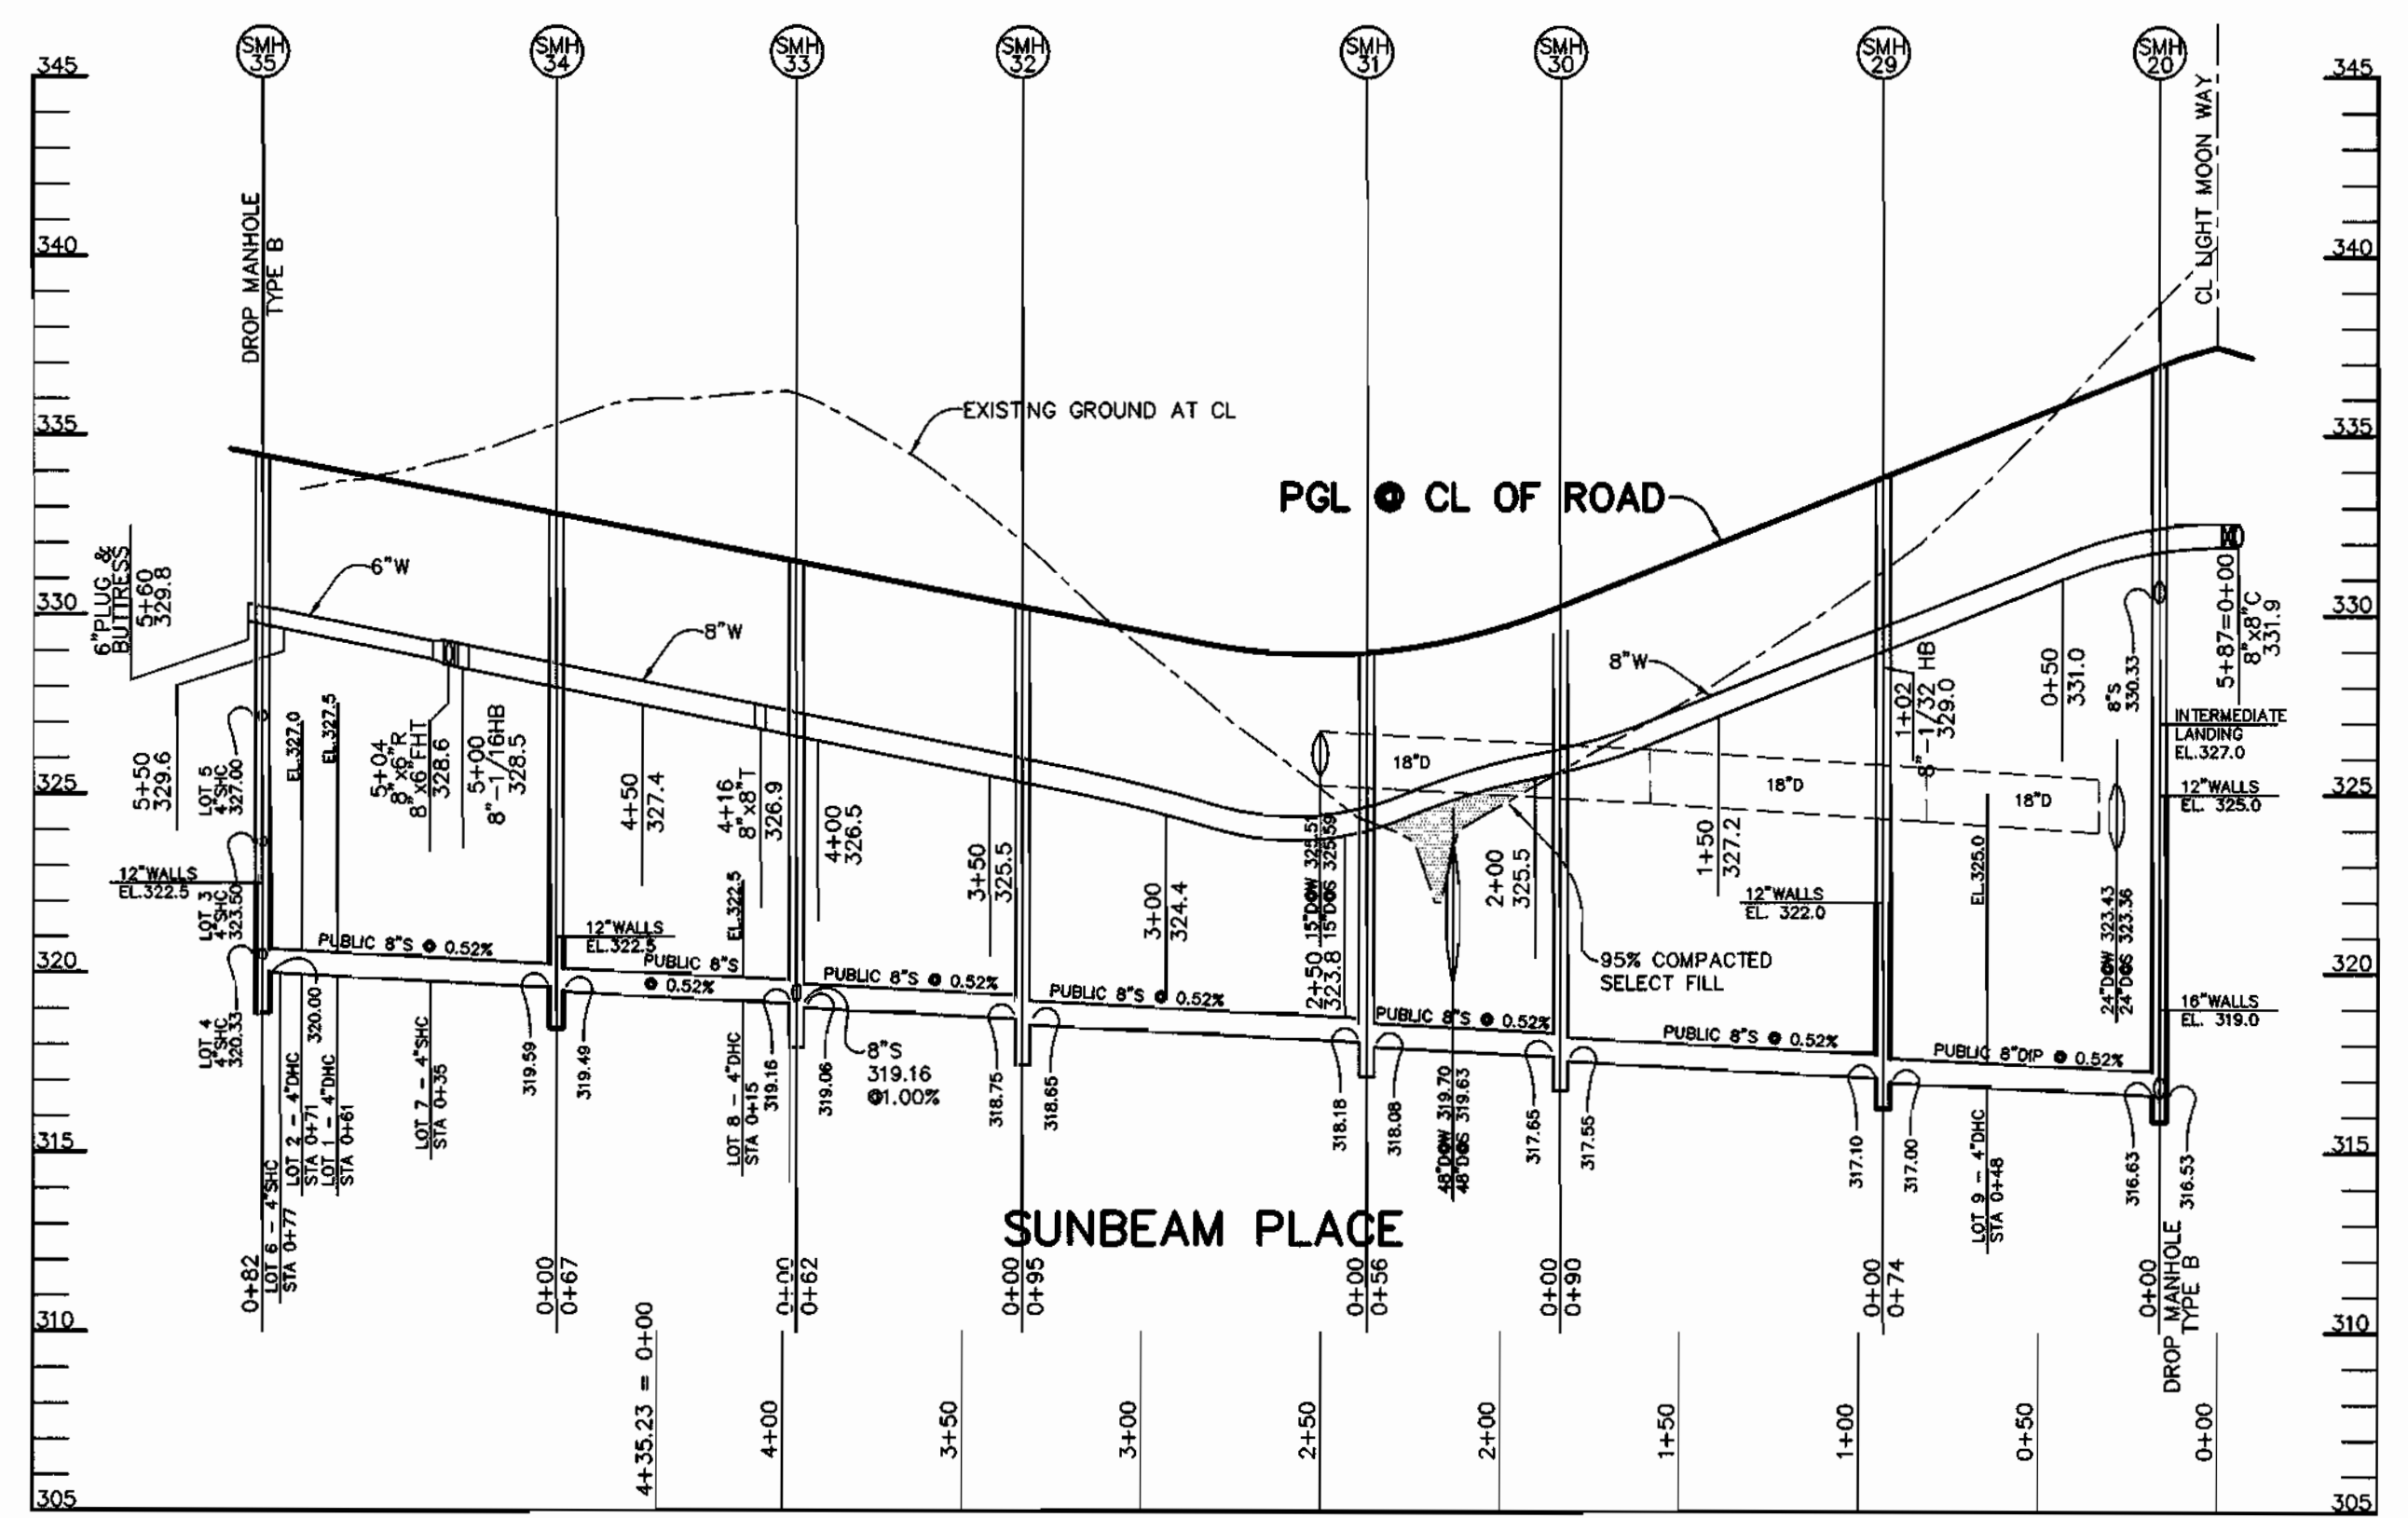 SMH
35
SMH
34
SMH
33
SMH
32
SMH
31
SMH
30
SMH
29
SMH
20
345
340
335
330
325
320
315
310
305
345
340
335
330
325
320
315
310
305
DROP MANHOLE
TYPE B
CL LIGHT MOON WAY
EXISTING GROUND AT CL
PGL @ CL OF ROAD
6"W
8"W
8"W
6"PLUG &
BUTTRESS
5+60
329.8
5+50
329.6
LOT 5
4"SHC
327.00
EL.327.0
EL.327.5
5+04
8"x6"R
8"x6"FHT
328.6
5+00
8"-1/16HB
328.5
4+50
327.4
4+16
8"x8"T
326.9
4+00
326.5
3+50
325.5
3+00
324.4
2+50
323.8
15"DOW 325.51
15"DOS 325.59
18"D
18"D
18"D
2+00
325.5
1+50
327.2
1+02
8"-1/32 HB
329.0
0+50
331.0
8"S
330.33
5+87=0+00
8"x8"C
331.9
INTERMEDIATE
LANDING
EL.327.0
12"WALLS
EL. 325.0
16"WALLS
EL. 319.0
12"WALLS
EL.322.5
LOT 3
4"SHC
323.50
LOT 4
4"SHC
320.33
12"WALLS
EL.322.5
EL.322.5
12"WALLS
EL. 322.0
EL.325.0
24"DOW 323.43
24"DOS 323.36
95% COMPACTED
SELECT FILL
PUBLIC 8"S @ 0.52%
PUBLIC 8"S
@ 0.52%
PUBLIC 8"S @ 0.52%
PUBLIC 8"S @ 0.52%
PUBLIC 8"S @ 0.52%
PUBLIC 8"S @ 0.52%
PUBLIC 8"DIP @ 0.52%
320.00
319.59
319.49
319.16
319.06
8"S
319.16
@1.00%
318.75
318.65
318.18
318.08
48"DOW 319.70
48"DOS 319.63
317.65
317.55
317.10
317.00
316.63
316.53
LOT 6 - 4"SHC
STA 0+77
LOT 2 - 4"DHC
STA 0+71
LOT 1 - 4"DHC
STA 0+61
LOT 7 - 4"SHC
STA 0+35
LOT 8 - 4"DHC
STA 0+15
LOT 9 - 4"DHC
STA 0+48
DROP MANHOLE
TYPE B
SUNBEAM PLACE
0+82
0+00
0+67
0+00
0+62
0+00
0+95
0+00
0+56
0+00
0+90
0+00
0+74
0+00
4+35.23 = 0+00
4+00
3+50
3+00
2+50
2+00
1+50
1+00
0+50
0+00